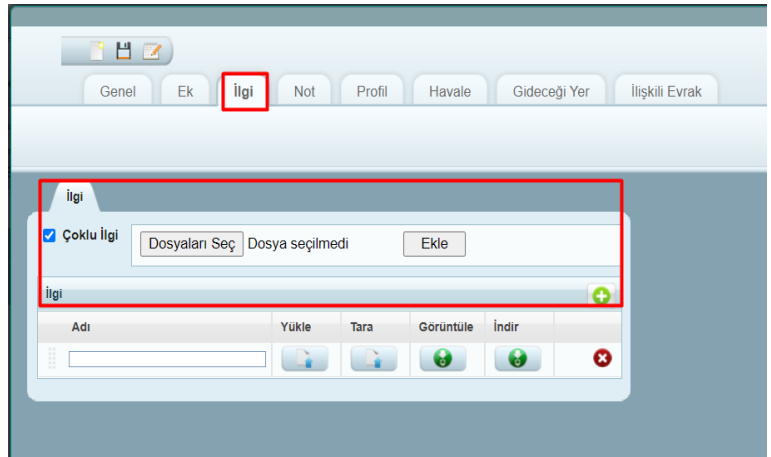 Genel Ek İlgi Not Profil Havale Gideceği Yer İlişkili Evrak
İlgi
Çoklu İlgi Dosyaları Seç Dosya seçilmedi Ekle
İlgi
Adı Yükle Tara Görüntüle İndir